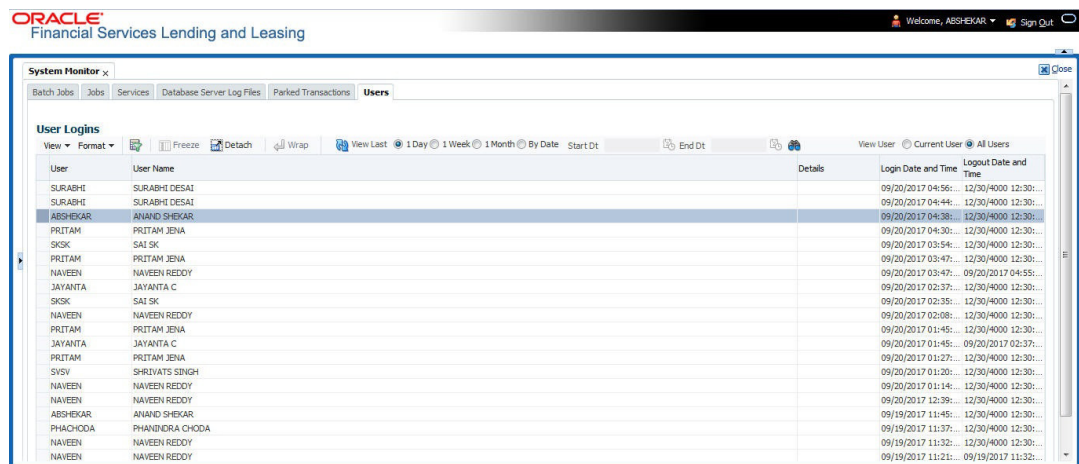 ORACLE®
Financial Services Lending and Leasing
Welcome, ABSHEKAR Sign Out
System Monitor x
Close
Batch Jobs Jobs Services Database Server Log Files Parked Transactions Users
User Logins
View Format Freeze Detach Wrap View Last 1 Day 1 Week 1 Month By Date Start Dt End Dt View User Current User All Users
User User Name Details Login Date and Time Logout Date and Time
SURABHI SURABHI DESAI 09/20/2017 04:56:... 12/30/4000 12:30:...
SURABHI SURABHI DESAI 09/20/2017 04:44:... 12/30/4000 12:30:...
ABSHEKAR ANAND SHEKAR 09/20/2017 04:38:... 12/30/4000 12:30:...
PRITAM PRITAM JENA 09/20/2017 04:30:... 12/30/4000 12:30:...
SKSK SAI SK 09/20/2017 03:54:... 12/30/4000 12:30:...
PRITAM PRITAM JENA 09/20/2017 03:47:... 12/30/4000 12:30:...
NAVEEN NAVEEN REDDY 09/20/2017 03:47:... 09/20/2017 04:55:...
JAYANTA JAYANTA C 09/20/2017 02:37:... 12/30/4000 12:30:...
SKSK SAI SK 09/20/2017 02:35:... 12/30/4000 12:30:...
NAVEEN NAVEEN REDDY 09/20/2017 02:08:... 12/30/4000 12:30:...
PRITAM PRITAM JENA 09/20/2017 01:45:... 12/30/4000 12:30:...
JAYANTA JAYANTA C 09/20/2017 01:45:... 09/20/2017 02:37:...
PRITAM PRITAM JENA 09/20/2017 01:27:... 12/30/4000 12:30:...
SVSV SHRIVATS SINGH 09/20/2017 01:20:... 12/30/4000 12:30:...
NAVEEN NAVEEN REDDY 09/20/2017 01:14:... 12/30/4000 12:30:...
NAVEEN NAVEEN REDDY 09/20/2017 12:39:... 12/30/4000 12:30:...
ABSHEKAR ANAND SHEKAR 09/19/2017 11:45:... 12/30/4000 12:30:...
PHACHODA PHANINDRA CHODA 09/19/2017 11:37:... 12/30/4000 12:30:...
NAVEEN NAVEEN REDDY 09/19/2017 11:32:... 12/30/4000 12:30:...
NAVEEN NAVEEN REDDY 09/19/2017 11:21:... 09/19/2017 11:32:...